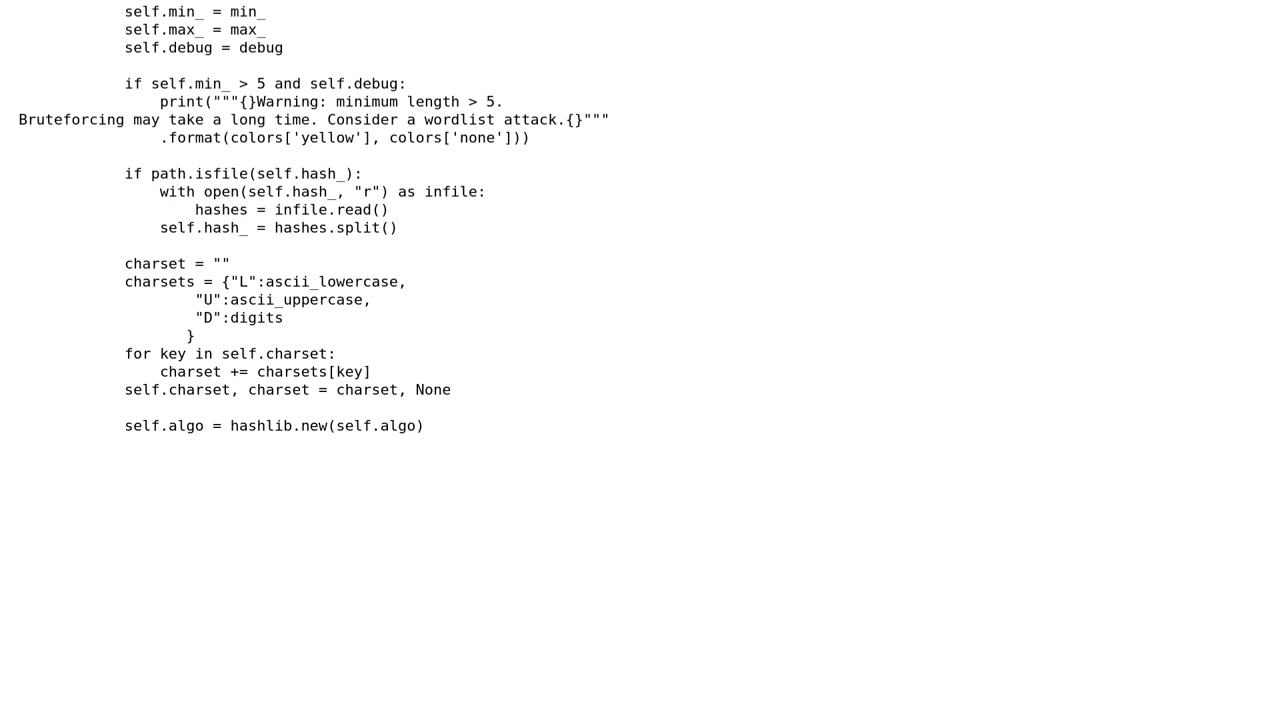 self.min_ = min_
self.max_ = max_
self.debug = debug
if self.min_ > 5 and self.debug:
print("""{}Warning: minimum length > 5.
Bruteforcing may take a long time. Consider a wordlist attack.{}"""
.format(colors['yellow'], colors['none']))
if path.isfile(self.hash_):
with open(self.hash_, "r") as infile:
hashes = infile.read()
self.hash_ = hashes.split()
charset = ""
charsets = {"L":ascii_lowercase,
"U":ascii_uppercase,
"D":digits
}
for key in self.charset:
charset += charsets[key]
self.charset, charset = charset, None
self.algo = hashlib.new(self.algo)